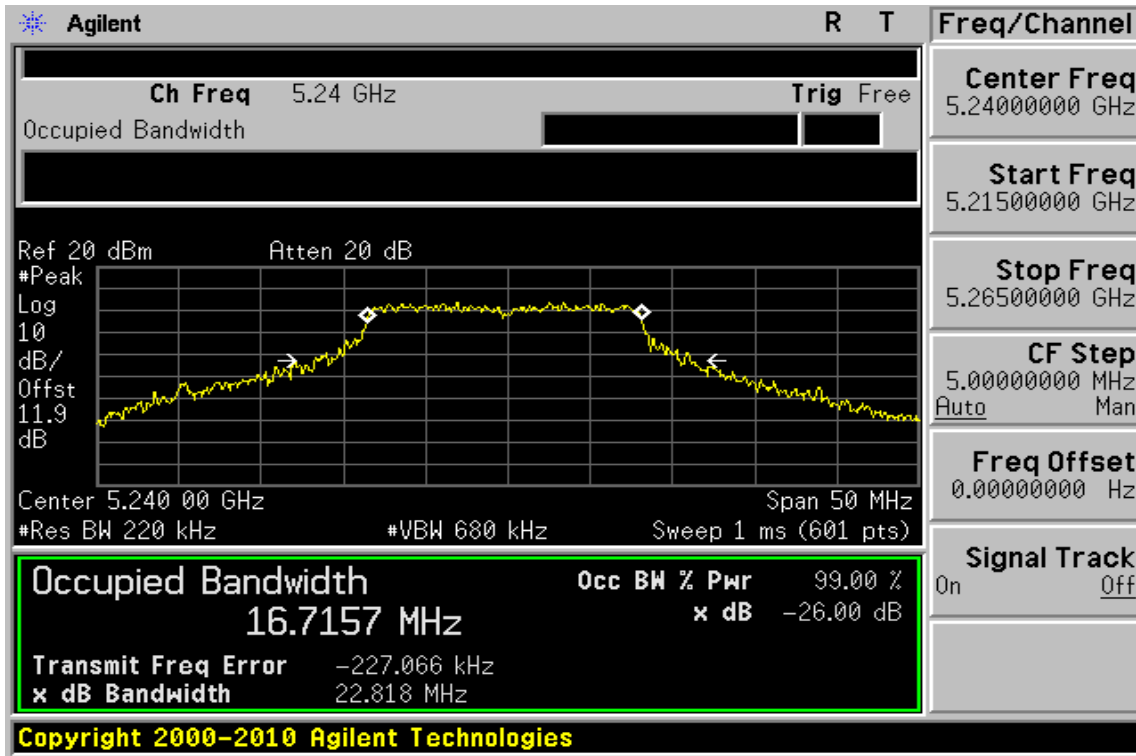 Agilent R T Freq/Channel
Ch Freq 5.24 GHz Trig Free
Occupied Bandwidth
Center Freq
5.24000000 GHz
Start Freq
5.21500000 GHz
Stop Freq
5.26500000 GHz
CF Step
5.00000000 MHz
Auto Man
Freq Offset
0.00000000 Hz
Signal Track
On Off
Ref 20 dBm Atten 20 dB
#Peak
Log
10
dB/
Offst
11.9
dB
Center 5.240 00 GHz Span 50 MHz
#Res BW 220 kHz #VBW 680 kHz Sweep 1 ms (601 pts)
Occupied Bandwidth Occ BW % Pwr 99.00 %
16.7157 MHz x dB -26.00 dB
Transmit Freq Error -227.066 kHz
x dB Bandwidth 22.818 MHz
Copyright 2000-2010 Agilent Technologies